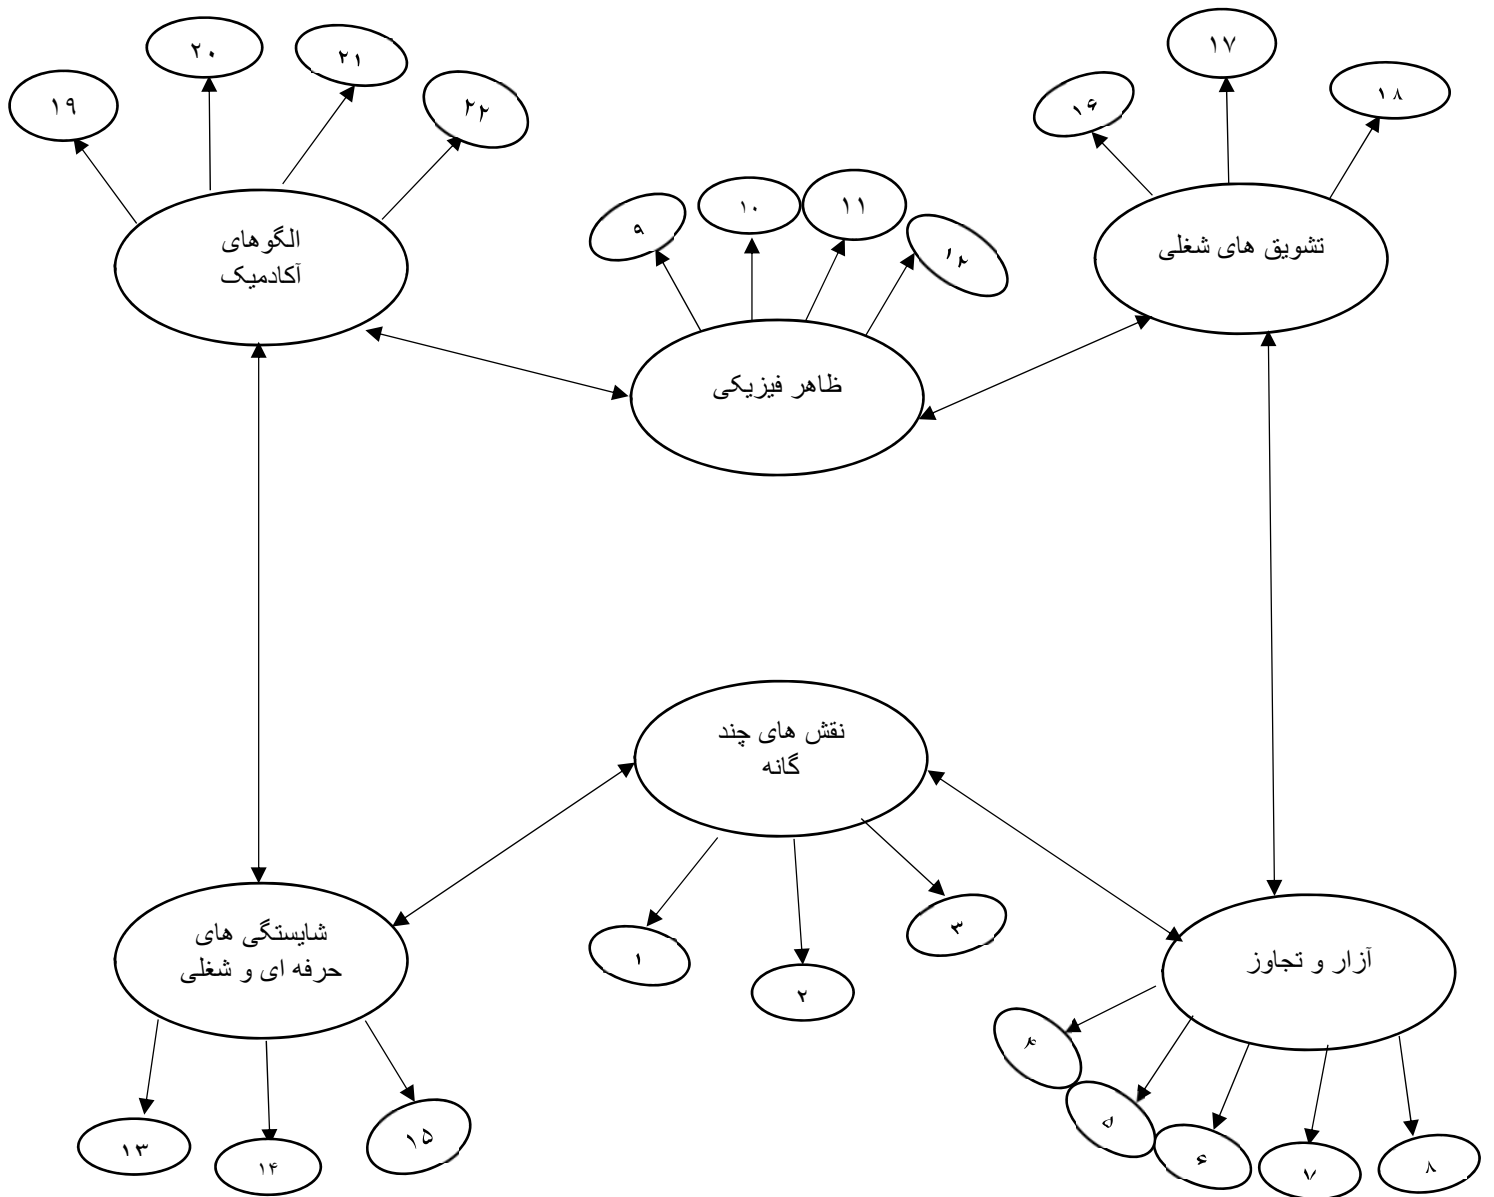 ۱۹
۲۰
۲۱
۲۲
۱۶
۱۷
۱۸
۹
۱۰
۱۱
۱۲
الگوهای
آکادمیک
ظاهر فیزیکی
تشویق های شغلی
نقش های چند
گانه
شایستگی های
حرفه ای و شغلی
آزار و تجاوز
۱
۲
۳
۴
۵
۶
۷
۸
۱۳
۱۴
۱۵